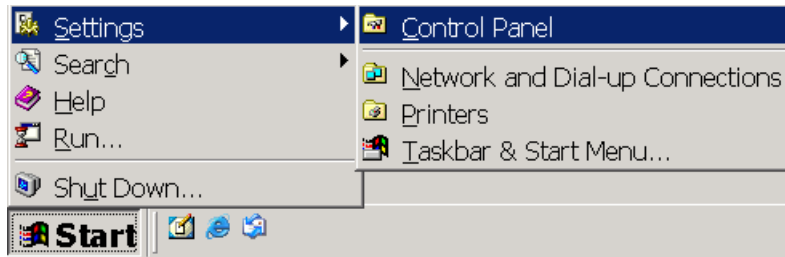 Settings
Control Panel
Search
Network and Dial-up Connections
Help
Printers
Run...
Taskbar & Start Menu...
Shut Down...
Start